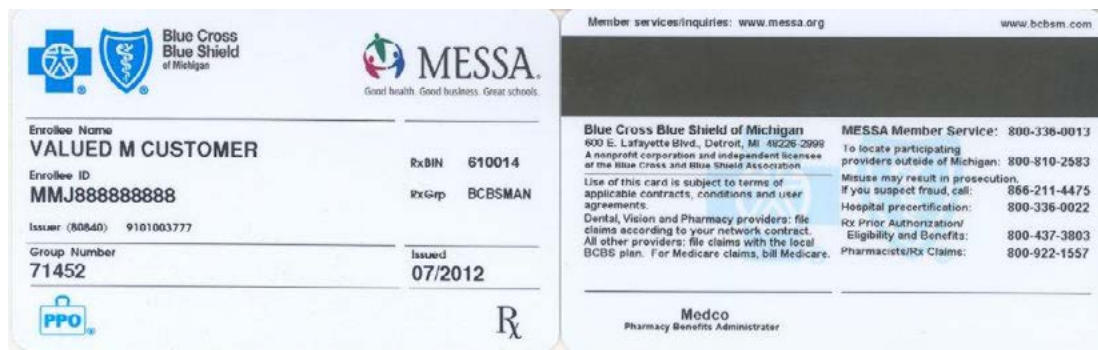 Blue Cross
Blue Shield
of Michigan
MESSA.
Good health. Good business. Great schools.
Enrollee Name
VALUED M CUSTOMER
Enrollee ID
MMJ888888888
RxBIN 610014
RxGrp BCBSMAN
Issuer (80840) 9101003777
Group Number
71452
Issued
07/2012
PPO
Rx
Member services/inquiries: www.messa.org
www.bcbsm.com
Blue Cross Blue Shield of Michigan
600 E. Lafayette Blvd., Detroit, MI 48226-2998
A nonprofit corporation and independent licensee
of the Blue Cross and Blue Shield Association
Use of this card is subject to terms of
applicable contracts, conditions and user
agreements.
Dental, Vision and Pharmacy providers: file
claims according to your network contract.
All other providers: file claims with the local
BCBS plan. For Medicare claims, bill Medicare.
MESSA Member Service: 800-336-0013
To locate participating
providers outside of Michigan: 800-810-2583
Misuse may result in prosecution.
If you suspect fraud, call: 866-211-4475
Hospital precertification: 800-336-0022
Rx Prior Authorization/
Eligibility and Benefits: 800-437-3803
Pharmacists/Rx Claims: 800-922-1557
Medco
Pharmacy Benefits Administrator